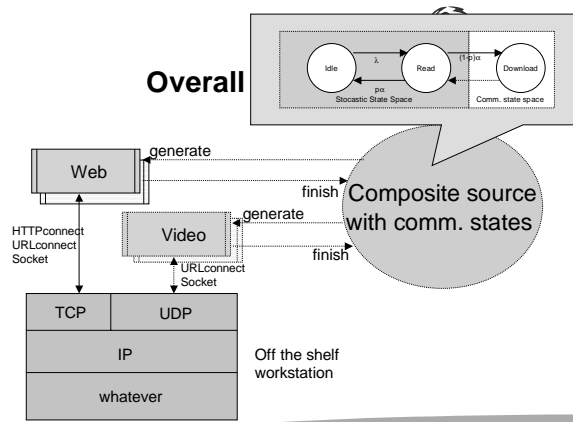 Overall
Idle
λ
Read
(1-p)α
Download
pα
Stocastic State Space
Comm. state space
generate
Web
finish
Composite source
with comm. states
generate
HTTPconnect
URLconnect
Socket
Video
finish
URLconnect
Socket
TCP
UDP
IP
Off the shelf
workstation
whatever